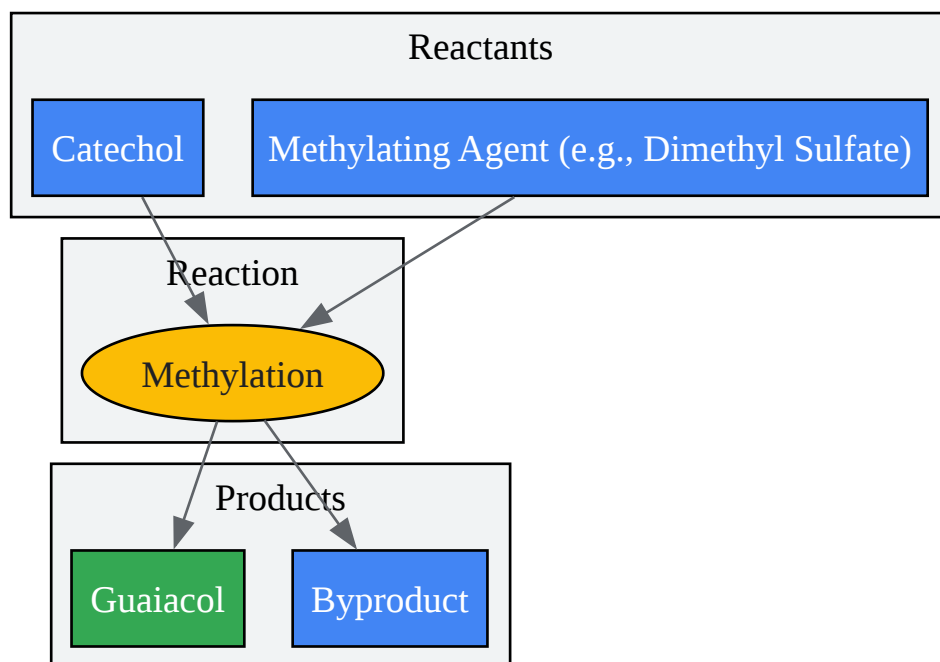 Reactants
Catechol
Methylating Agent (e.g., Dimethyl Sulfate)
Reaction
Methylation
Products
Guaiacol
Byproduct